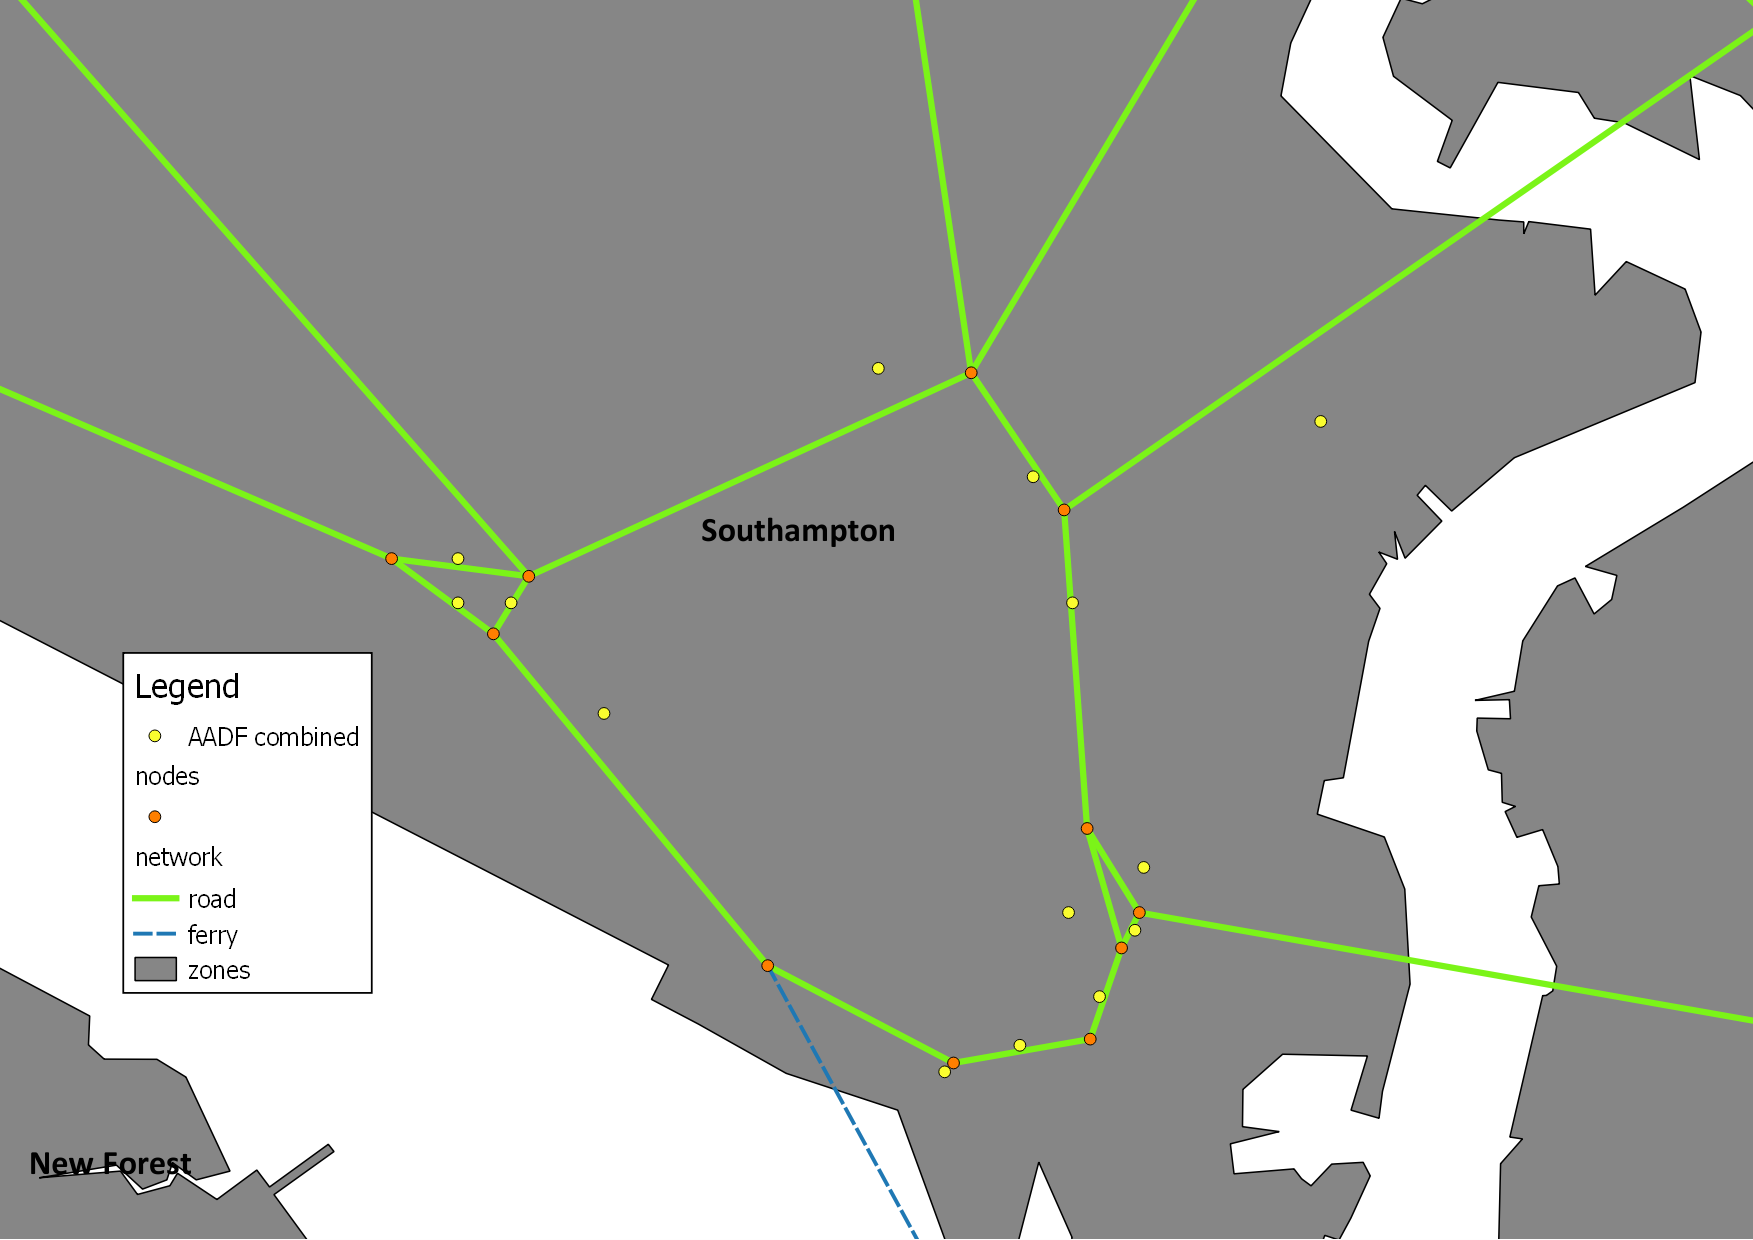 Southampton
Legend
AADF combined
nodes
network
road
ferry
zones
New Forest